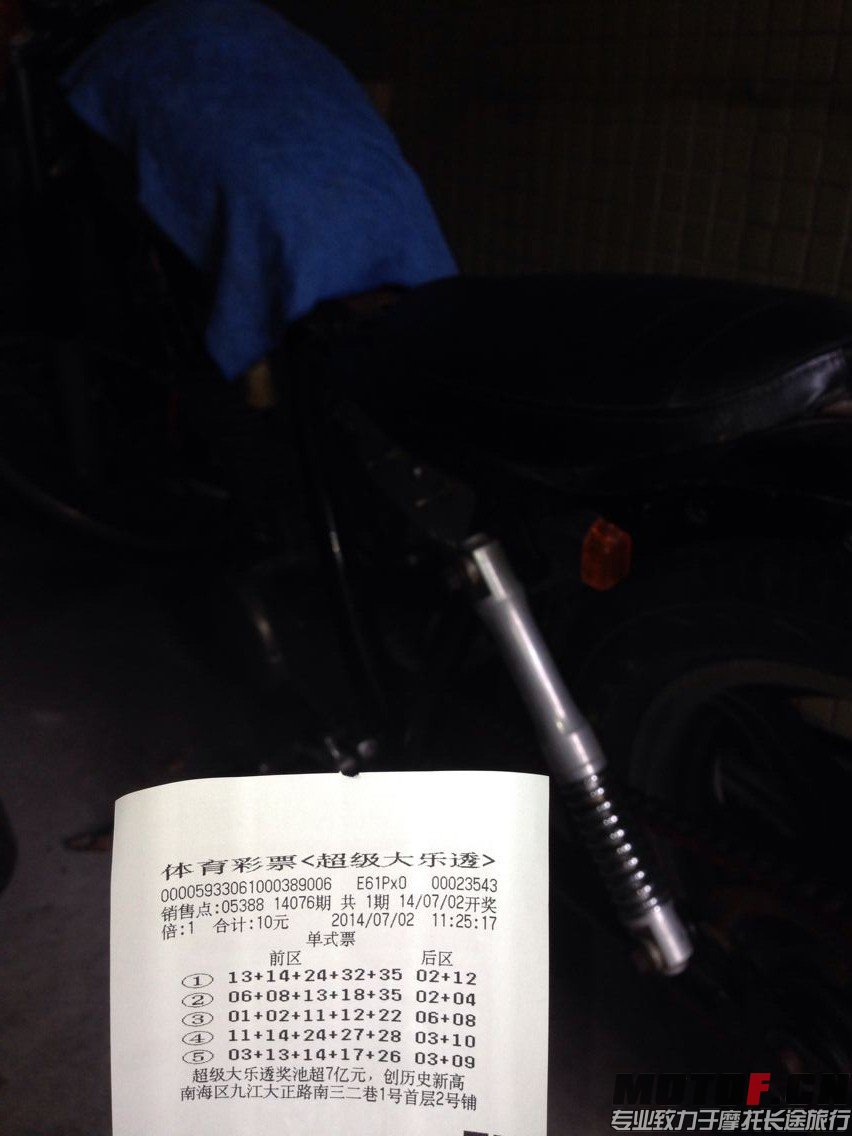 体育彩票<超级大乐透>
000059330610003​89006 E61Px0 00023543
销售点:05388 14076期 共 1期 14/07/02开奖
倍:1 合计:10元 2014/07/02 11:25:17
单式票
前区 后区
① 13+14+24+32+35 02+12
② 06+08+13+18+35 02+04
③ 01+02+11+12+22 06+08
④ 11+14+24+27+28 03+10
⑤ 03+13+14+17+26 03+09
超级大乐透奖池超7亿元，创历史新高
南海区九江大正路南三二巷1号首层2号铺
MOTOF.CN
专业致力于摩托长途旅行